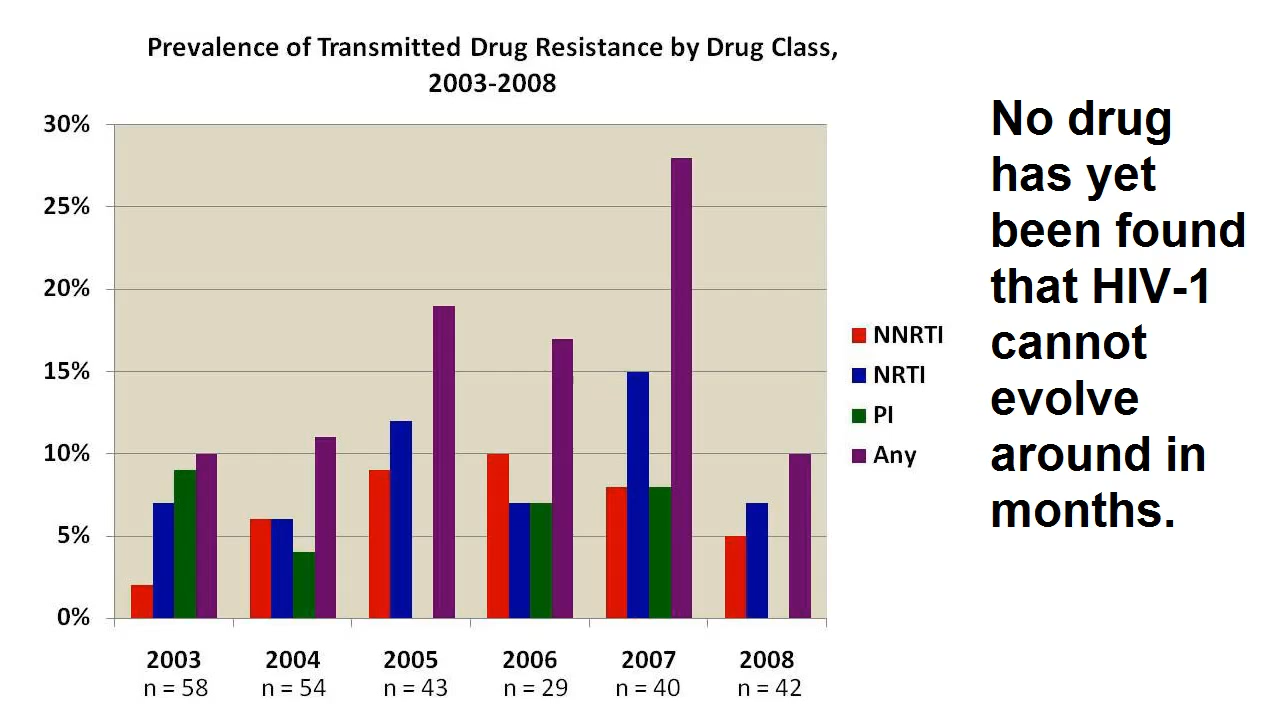 Prevalence of Transmitted Drug Resistance by Drug Class,
2003-2008
30%
25%
20%
15%
10%
5%
0%
2003
n = 58
2004
n = 54
2005
n = 43
2006
n = 29
2007
n = 40
2008
n = 42
NNRTI
NRTI
PI
Any
No drug
has yet
been found
that HIV-1
cannot
evolve
around in
months.